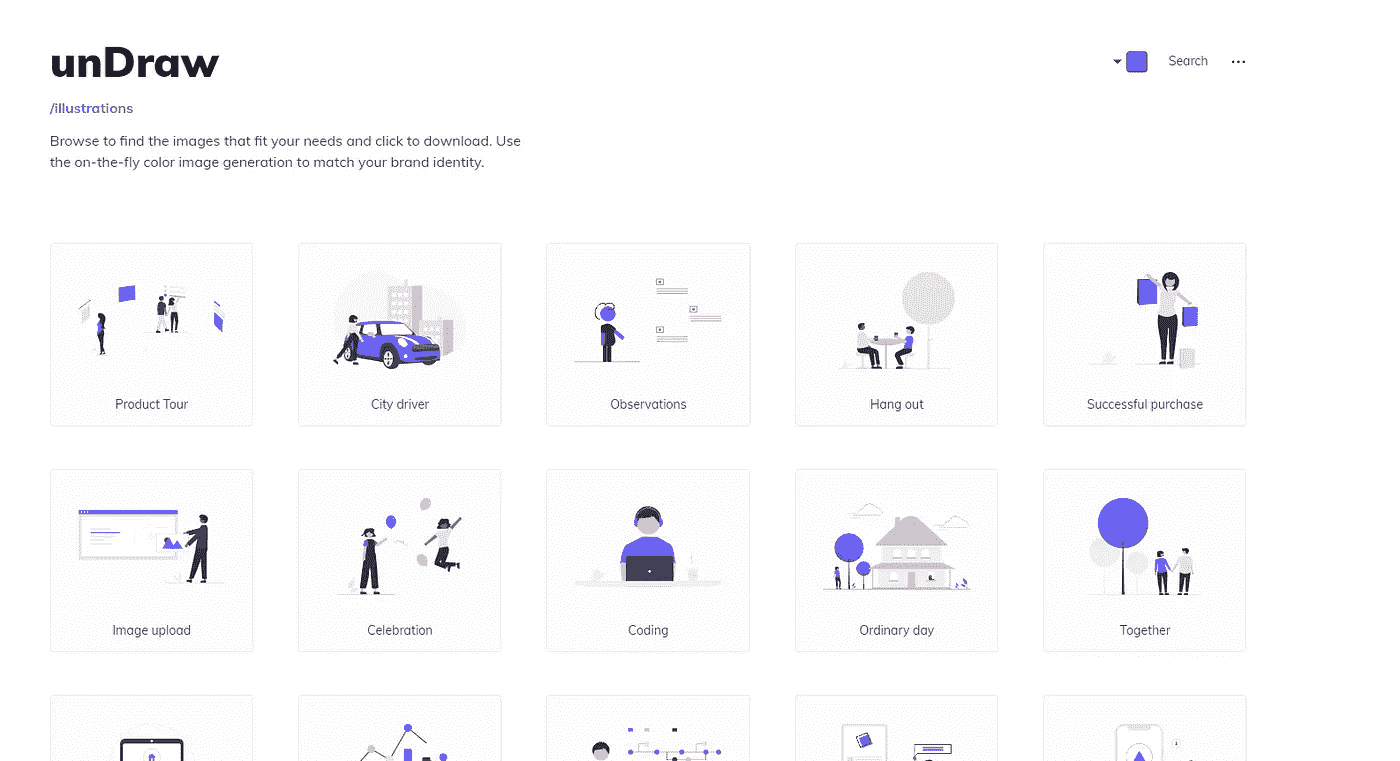 unDraw
Search
/illustrations
Browse to find the images that fit your needs and click to download. Use
the on-the-fly color image generation to match your brand identity.
Product Tour
City driver
Observations
Hang out
Successful purchase
Image upload
Celebration
Coding
Ordinary day
Together